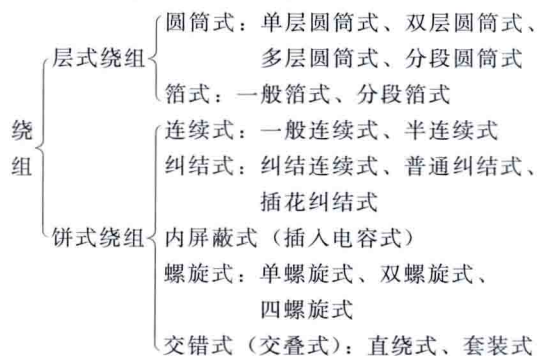 圆筒式：单层圆筒式、双层圆筒式、
层式绕组
多层圆筒式、分段圆筒式
箔式：一般箔式、分段箔式
绕组
连续式：一般连续式、半连续式
纠结式：纠结连续式、普通纠结式、
插花纠结式
饼式绕组
内屏蔽式（插入电容式）
螺旋式：单螺旋式、双螺旋式、
四螺旋式
交错式（交叠式）：直绕式、套装式